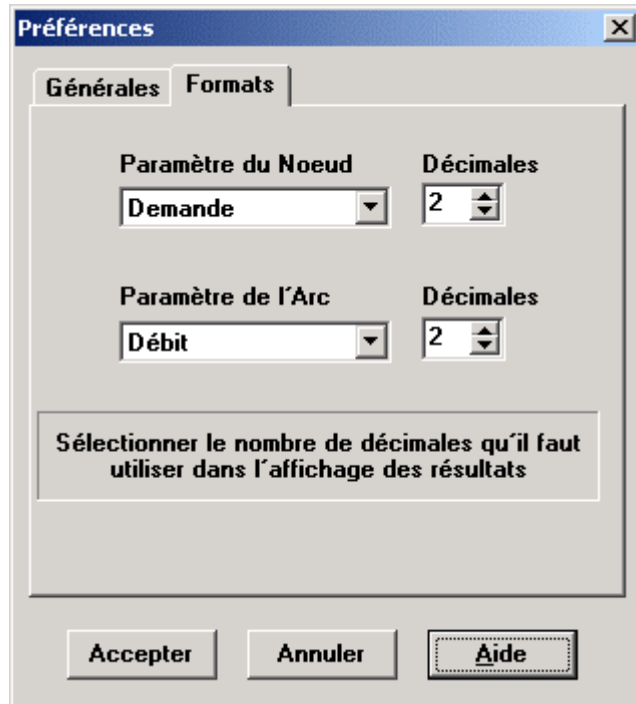 Préférences
Générales Formats
Paramètre du Noeud Décimales
Demande 2
Paramètre de l´Arc Décimales
Débit 2
Sélectionner le nombre de décimales qu´il faut
utiliser dans l´affichage des résultats
Accepter Annuler Aide